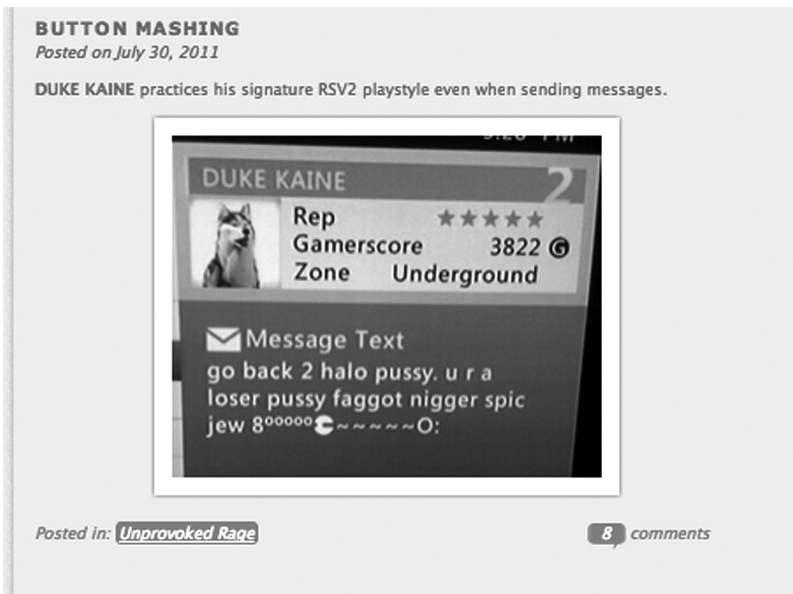 BUTTON MASHING
Posted on July 30, 2011
DUKE KAINE practices his signature RSV2 playstyle even when sending messages.
DUKE KAINE 2
Rep ★★★★★
Gamerscore 3822 G
Zone Underground
Message Text
go back 2 halo pussy. u r a
loser pussy faggot nigger spic
jew 8ººººº~~~~~O:
Posted in: Unprovoked Rage
8 comments